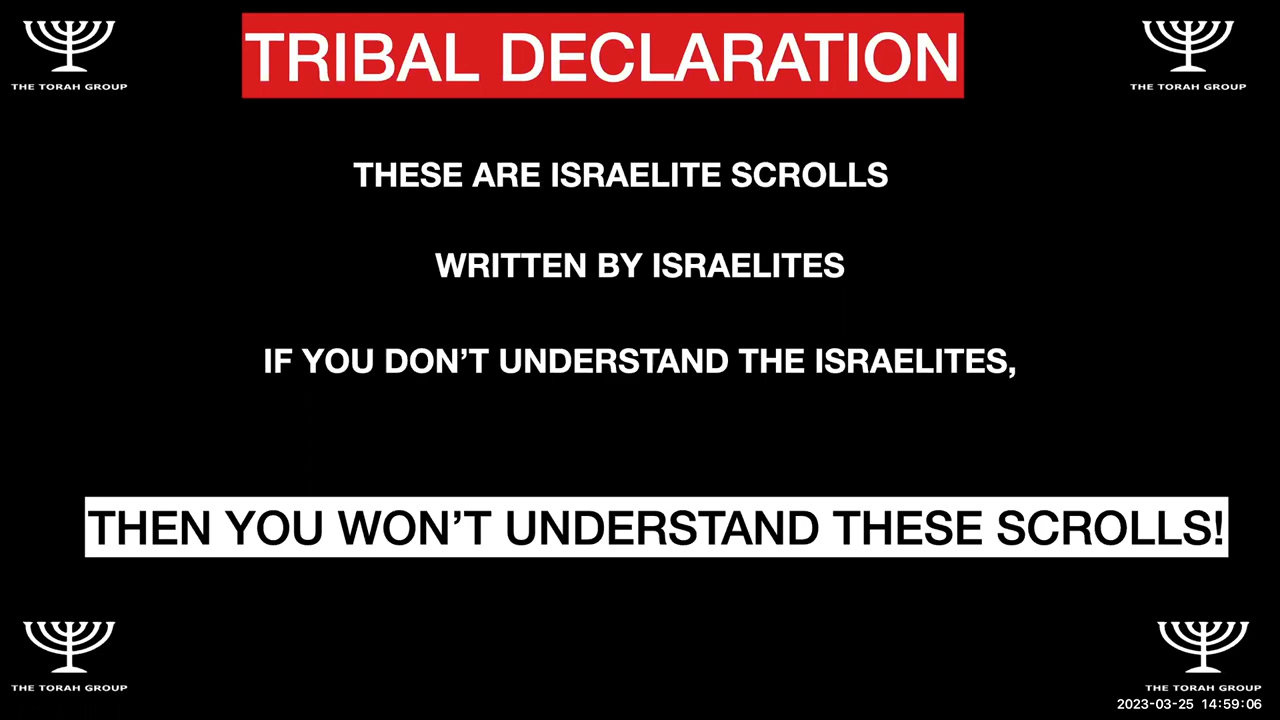 TRIBAL DECLARATION
THE TORAH GROUP
THE TORAH GROUP
THESE ARE ISRAELITE SCROLLS
WRITTEN BY ISRAELITES
IF YOU DON’T UNDERSTAND THE ISRAELITES,
THEN YOU WON’T UNDERSTAND THESE SCROLLS!
THE TORAH GROUP
THE TORAH GROUP
2023-03-25 14:59:06